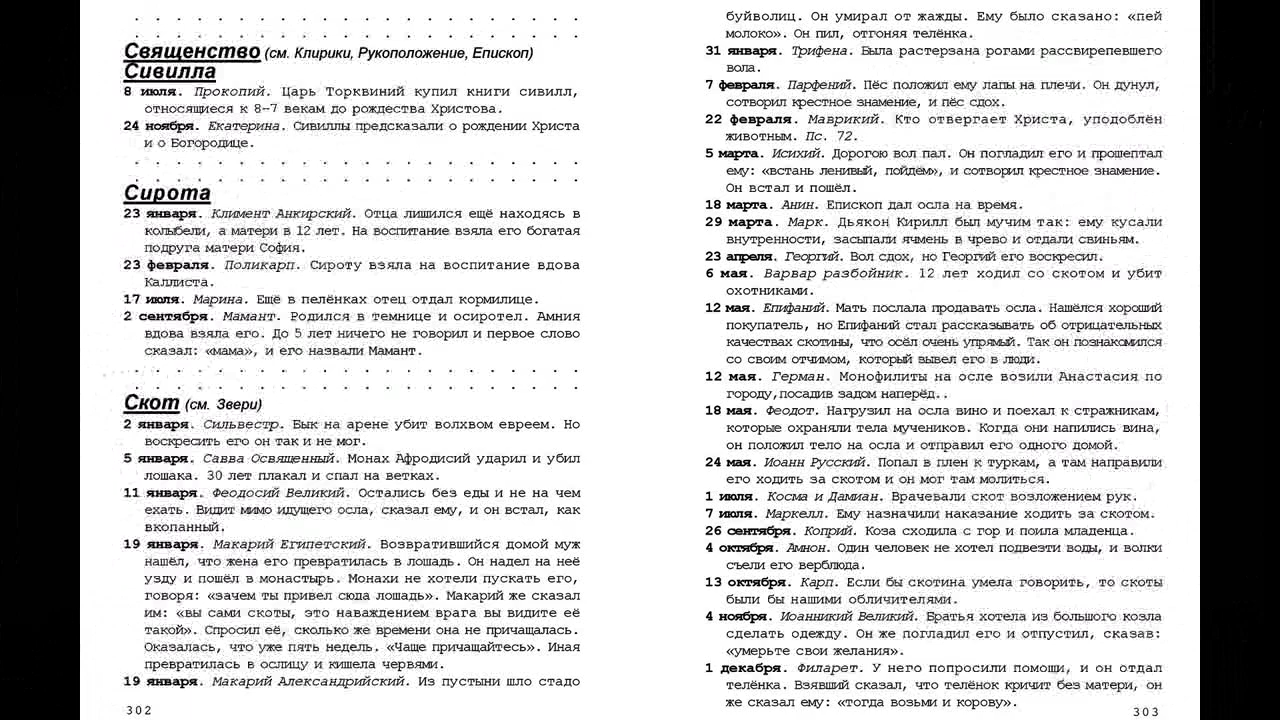 Священство (см. Клирики, Рукоположение, Епископ)
Сивилла
8 июля. Прокопий. Царь Торквиний купил книги сивилл,
относящиеся к 8-7 векам до рождества Христова.
24 ноября. Екатерина. Сивиллы предсказали о рождении Христа
и о Богородице.
Сирота
23 января. Климент Анкирский. Отца лишился ещё находясь в
колыбели, а матери в 12 лет. На воспитание взяла его богатая
подруга матери София.
23 февраля. Поликарп. Сироту взяла на воспитание вдова
Каллиста.
17 июля. Марина. Ещё в пелёнках отец отдал кормилице.
2 сентября. Мамант. Родился в темнице и осиротел. Амния
вдова взяла его. До 5 лет ничего не говорил и первое слово
сказал: «мама», и его назвали Мамант.
Скот (см. Звери)
2 января. Сильвестр. Бык на арене убит волхвом евреем. Но
воскресить его он так и не мог.
5 января. Савва Освященный. Монах Афродисий ударил и убил
лошака. 30 лет плакал и спал на ветках.
11 января. Феодосий Великий. Остались без еды и не на чем
ехать. Видит мимо идущего осла, сказал ему, и он встал, как
вкопанный.
19 января. Макарий Египетский. Возвратившийся домой муж
нашёл, что жена его превратилась в лошадь. Он надел на неё
узду и пошёл в монастырь. Монахи не хотели пускать его,
говоря: «зачем ты привел сюда лошадь». Макарий же сказал
им: «вы сами скоты, это наваждением врага вы видите её
такой». Спросил её, сколько же времени она не причащалась.
Оказалась, что уже пять недель. «Чаще причащайтесь». Иная
превратилась в ослицу и кишела червями.
19 января. Макарий Александрийский. Из пустыни шло стадо
302
буйволиц. Он умирал от жажды. Ему было сказано: «пей
молоко». Он пил, отгоняя телёнка.
31 января. Трифена. Была растерзана рогами рассвирепевшего
вола.
7 февраля. Парфений. Пёс положил ему лапы на плечи. Он дунул,
сотворил крестное знамение, и пёс сдох.
22 февраля. Маврикий. Кто отвергает Христа, уподоблён
животным. Пс. 72.
5 марта. Исихий. Дорогою вол пал. Он погладил его и прошептал
ему: «встань ленивый, пойдём», и сотворил крестное знамение.
Он встал и пошёл.
18 марта. Анин. Епископ дал осла на время.
29 марта. Марк. Дьякон Кирилл был мучим так: ему кусали
внутренности, засыпали ячмень в чрево и отдали свиньям.
23 апреля. Георгий. Вол сдох, но Георгий его воскресил.
6 мая. Варвар разбойник. 12 лет ходил со скотом и убит
охотниками.
12 мая. Епифаний. Мать послала продавать осла. Нашёлся хороший
покупатель, но Епифаний стал рассказывать об отрицательных
качествах скотины, что осёл очень упрямый. Так он познакомился
со своим отчимом, который вывел его в люди.
12 мая. Герман. Монофилиты на осле возили Анастасия по
городу,посадив задом наперёд..
18 мая. Феодот. Нагрузил на осла вино и поехал к стражникам,
которые охраняли тела мучеников. Когда они напились вина,
он положил тело на осла и отправил его одного домой.
24 мая. Иоанн Русский. Попал в плен к туркам, а там направили
его ходить за скотом и он мог там молиться.
1 июля. Косма и Дамиан. Врачевали скот возложением рук.
7 июля. Маркелл. Ему назначили наказание ходить за скотом.
26 сентября. Коприй. Коза сходила с гор и поила младенца.
4 октября. Амнон. Один человек не хотел подвезти воды, и волки
съели его верблюда.
13 октября. Карп. Если бы скотина умела говорить, то скоты
были бы нашими обличителями.
4 ноября. Иоанникий Великий. Братья хотела из большого козла
сделать одежду. Он же погладил его и отпустил, сказав:
«умерьте свои желания».
1 декабря. Филарет. У него попросили помощи, и он отдал
телёнка. Взявший сказал, что телёнок кричит без матери, он
же сказал ему: «тогда возьми и корову».
303